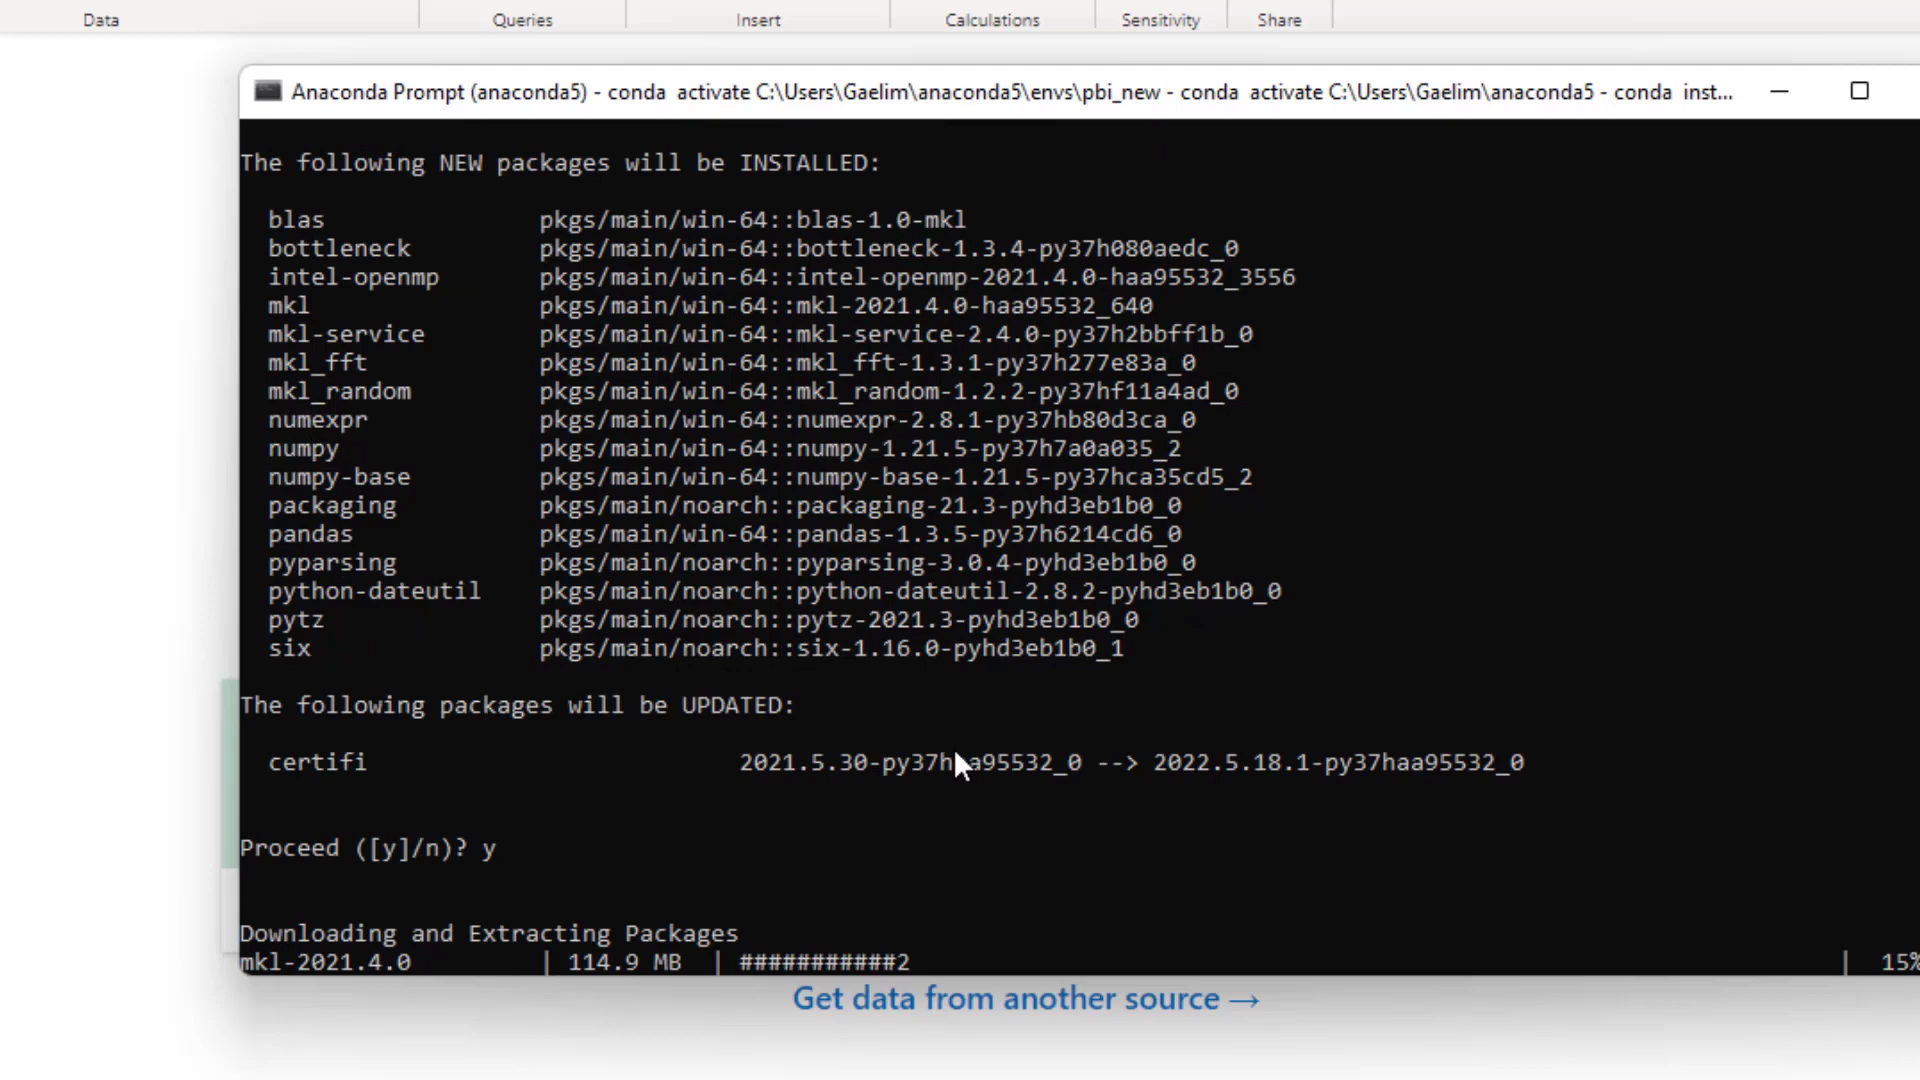 Data Queries Insert Calculations Sensitivity Share
Anaconda Prompt (anaconda5) - conda  activate C:\Users\Gaelim\anaconda5\envs\pbi_new - conda  activate C:\Users\Gaelim\anaconda5 - conda  inst...
The following NEW packages will be INSTALLED:
blas pkgs/main/win-64::blas-1.0-mkl
bottleneck pkgs/main/win-64::bottleneck-1.3.4-py37h080aedc_0
intel-openmp pkgs/main/win-64::intel-openmp-2021.4.0-haa95532_3556
mkl pkgs/main/win-64::mkl-2021.4.0-haa95532_640
mkl-service pkgs/main/win-64::mkl-service-2.4.0-py37h2bbff1b_0
mkl_fft pkgs/main/win-64::mkl_fft-1.3.1-py37h277e83a_0
mkl_random pkgs/main/win-64::mkl_random-1.2.2-py37hf11a4ad_0
numexpr pkgs/main/win-64::numexpr-2.8.1-py37hb80d3ca_0
numpy pkgs/main/win-64::numpy-1.21.5-py37h7a0a035_2
numpy-base pkgs/main/win-64::numpy-base-1.21.5-py37hca35cd5_2
packaging pkgs/main/noarch::packaging-21.3-pyhd3eb1b0_0
pandas pkgs/main/win-64::pandas-1.3.5-py37h6214cd6_0
pyparsing pkgs/main/noarch::pyparsing-3.0.4-pyhd3eb1b0_0
python-dateutil pkgs/main/noarch::python-dateutil-2.8.2-pyhd3eb1b0_0
pytz pkgs/main/noarch::pytz-2021.3-pyhd3eb1b0_0
six pkgs/main/noarch::six-1.16.0-pyhd3eb1b0_1
The following packages will be UPDATED:
certifi 2021.5.30-py37haa95532_0 --> 2022.5.18.1-py37haa95532_0
Proceed ([y]/n)? y
Downloading and Extracting Packages
mkl-2021.4.0 | 114.9 MB | ###########2 | 15%
Get data from another source →